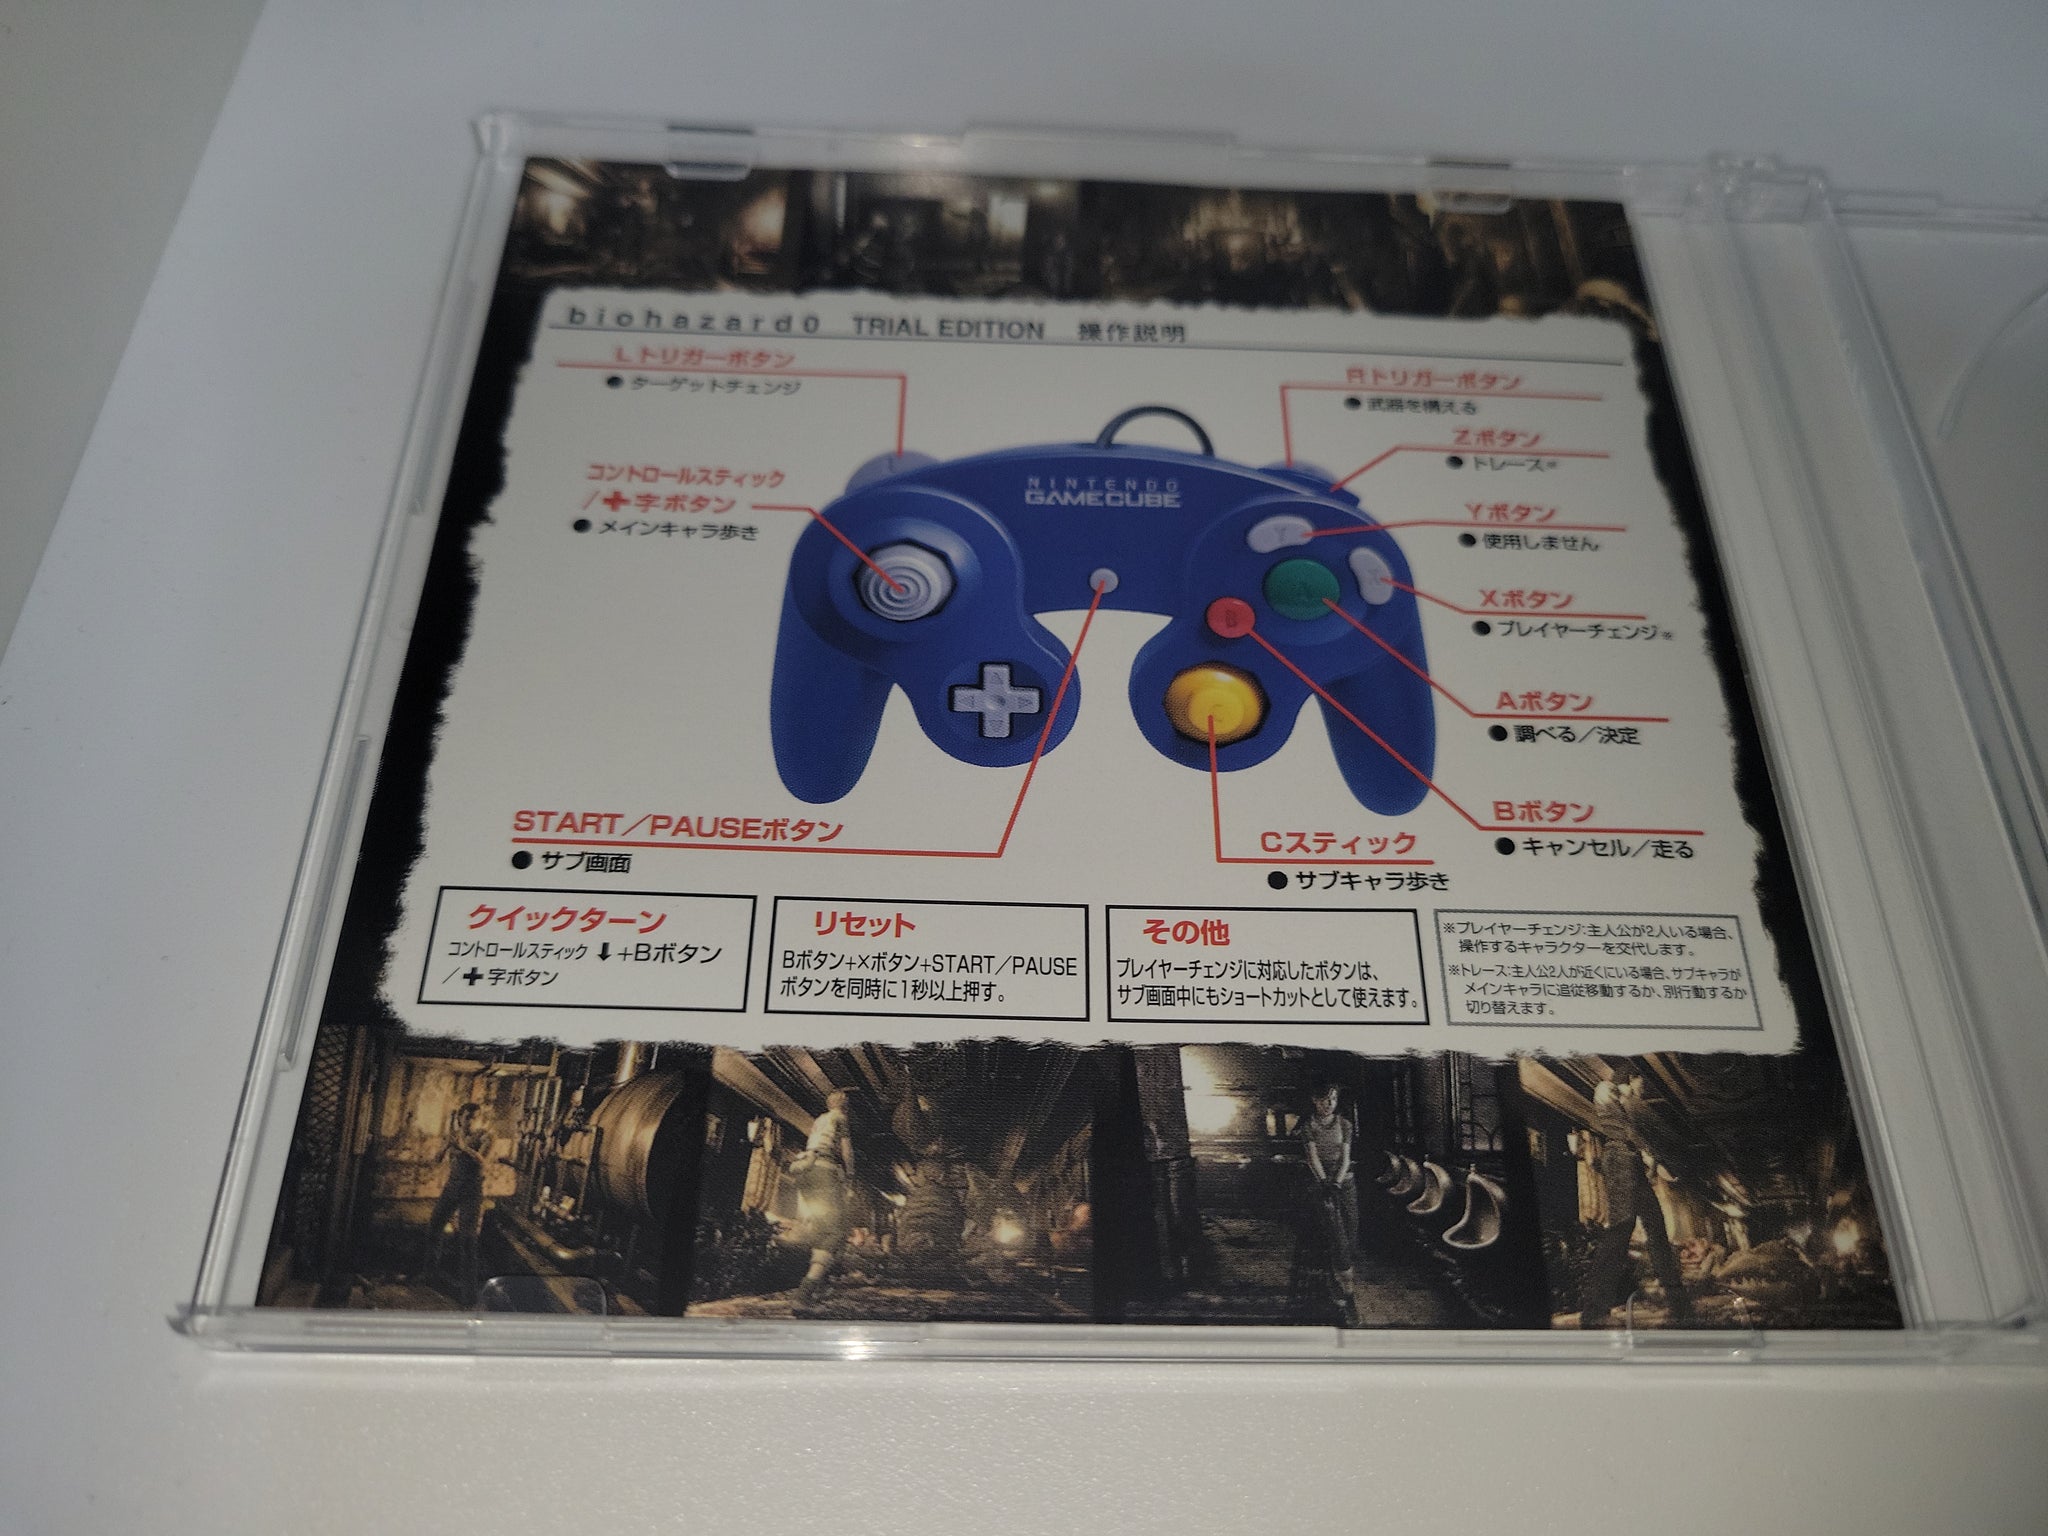 biohazard0 TRIAL EDITION 操作説明
Lトリガーボタン
●ターゲットチェンジ
コントロールスティック
/✚字ボタン
●メインキャラ歩き
START/PAUSEボタン
●サブ画面
NINTENDO
GAMECUBE
Rトリガーボタン
●武器を構える
Zボタン
●トレース※
Yボタン
●使用しません
Xボタン
●プレイヤーチェンジ※
Aボタン
●調べる/決定
Bボタン
●キャンセル/走る
Cスティック
●サブキャラ歩き
Y
X
A
B
C
クイックターン
コントロールスティック⬇+Bボタン
/✚字ボタン
リセット
Bボタン+Xボタン+START/PAUSE
ボタンを同時に1秒以上押す。
その他
プレイヤーチェンジに対応したボタンは、
サブ画面中にもショートカットとして使えます。
※プレイヤーチェンジ:主人公が2人いる場合、
操作するキャラクターを交代します。
※トレース:主人公2人が近くにいる場合、サブキャラが
メインキャラに追従移動するか、別行動するか
切り替えます。